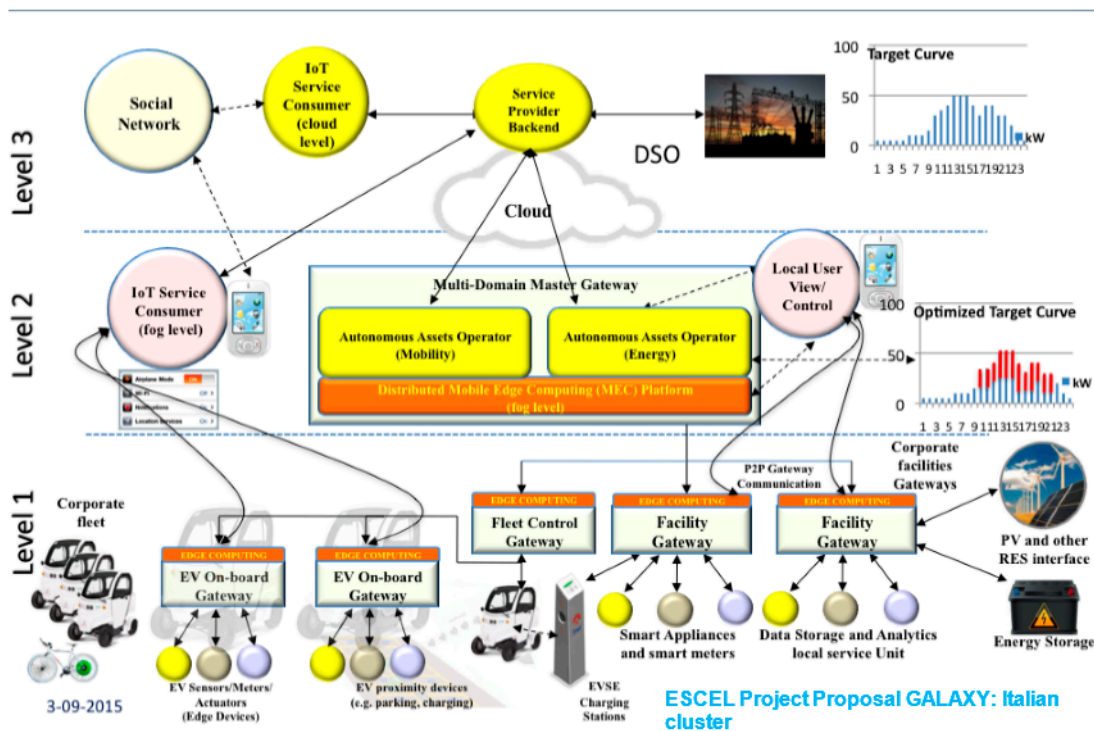 Level 3
Social
Network
IoT
Service
Consumer
(cloud
level)
Service
Provider
Backend
DSO
Target Curve
100
50
0
kW
1 3 5 7 9 11 13 15 17 19 21 23
Cloud
Level 2
IoT Service
Consumer
(fog level)
Airplane Mode
Wi-Fi
Off
Notifications
Location Services
On
Multi-Domain Master Gateway
Autonomous Assets Operator
(Mobility)
Autonomous Assets Operator
(Energy)
Distributed Mobile Edge Computing (MEC) Platform
(fog level)
Local User
View/
Control
Optimized Target Curve
100
50
0
kW
1 3 5 7 9 11 13 15 17 19 21 23
Level 1
Corporate
fleet
P2P Gateway
Communication
Corporate
facilities
Gateways
EDGE COMPUTING
Fleet Control
Gateway
EDGE COMPUTING
Facility
Gateway
EDGE COMPUTING
Facility
Gateway
EDGE COMPUTING
EV On-board
Gateway
EDGE COMPUTING
EV On-board
Gateway
PV and other
RES interface
Smart Appliances
and smart meters
Data Storage and Analytics
local service Unit
Energy Storage
EV Sensors/Meters/
Actuators
(Edge Devices)
EV proximity devices
(e.g. parking, charging)
EVSE
Charging
Stations
3-09-2015
ESCEL Project Proposal GALAXY: Italian
cluster